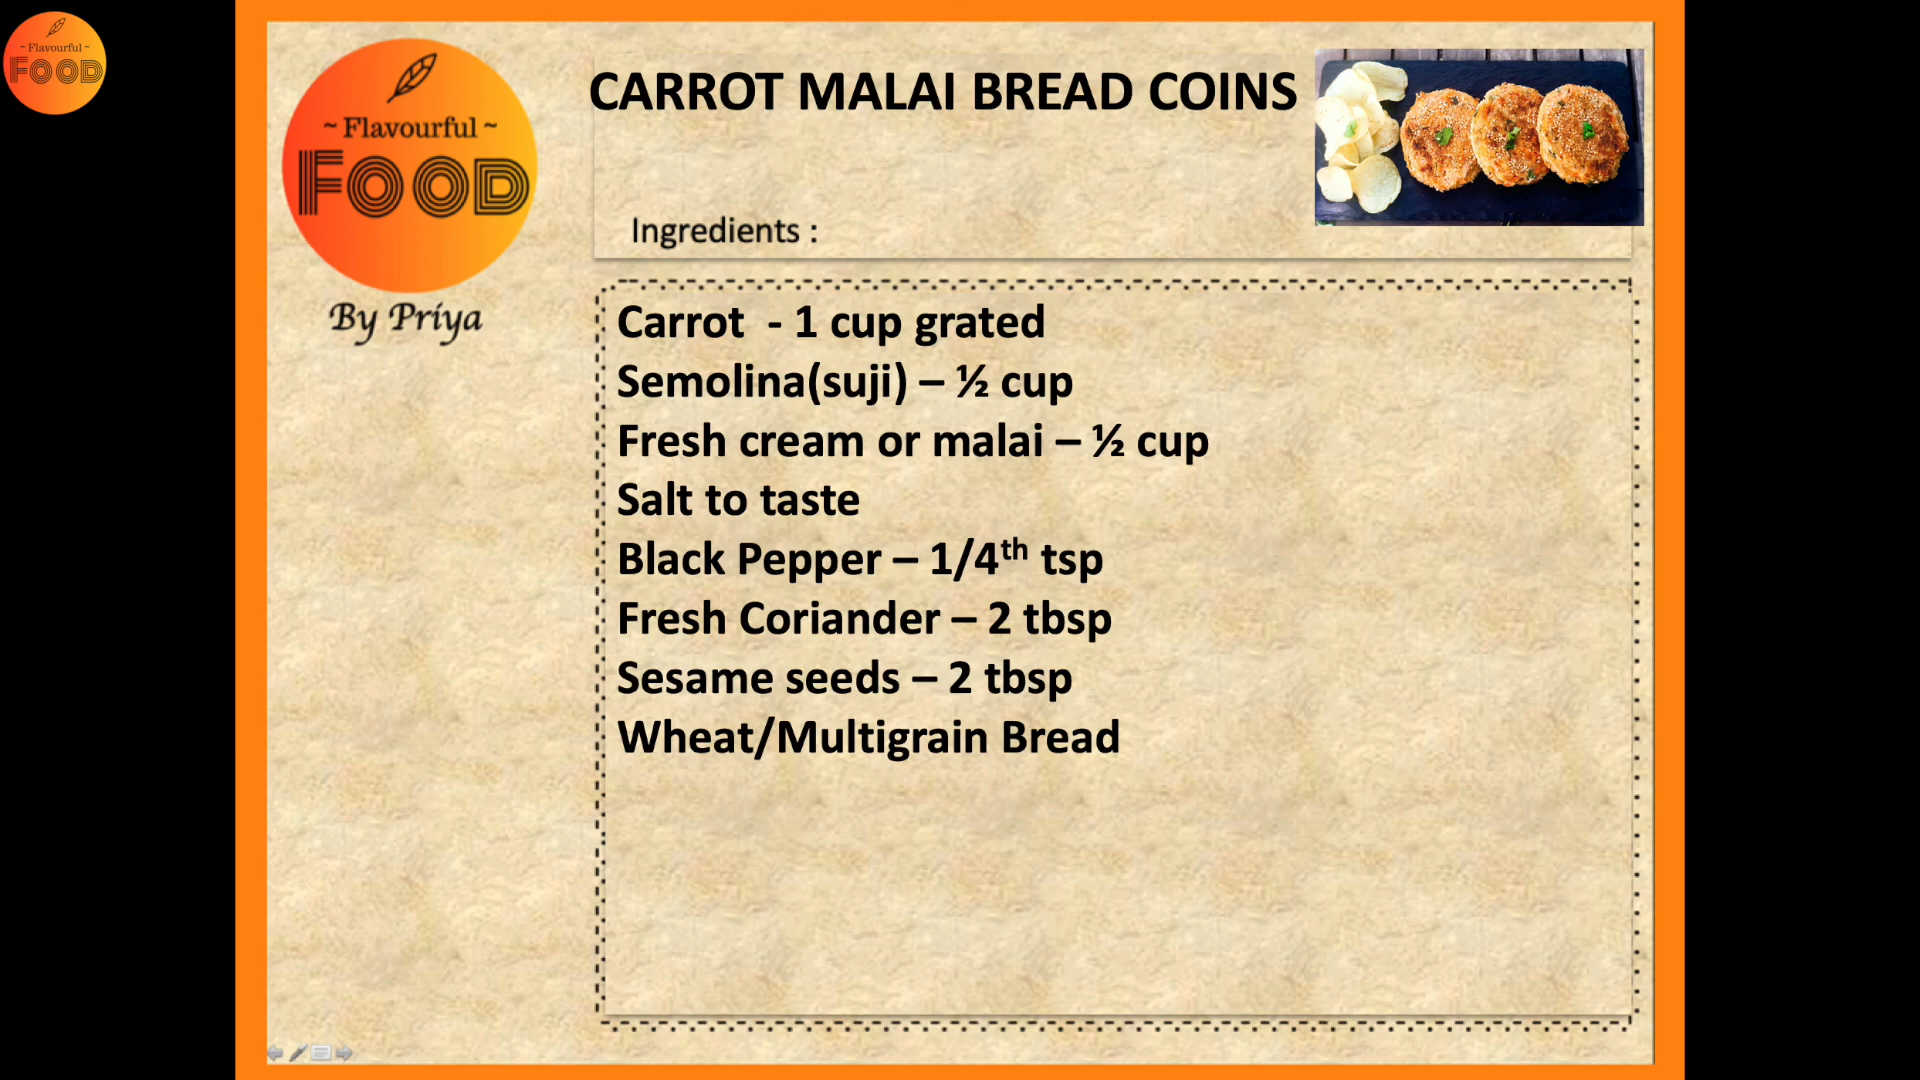 ~ Flavourful ~
FOOD
~ Flavourful ~
FOOD
By Priya
CARROT MALAI BREAD COINS
Ingredients :
Carrot  - 1 cup grated
Semolina(suji) – ½ cup
Fresh cream or malai – ½ cup
Salt to taste
Black Pepper – 1/4th tsp
Fresh Coriander – 2 tbsp
Sesame seeds – 2 tbsp
Wheat/Multigrain Bread